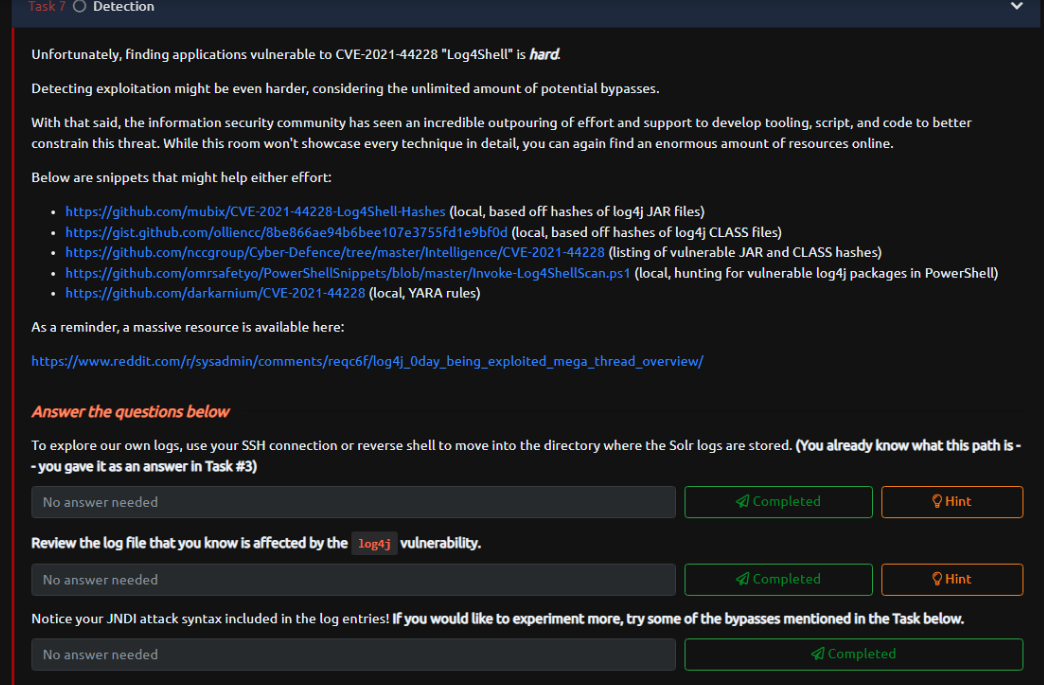 Task 7 Detection
Unfortunately, finding applications vulnerable to CVE-2021-44228 "Log4Shell" is hard.
Detecting exploitation might be even harder, considering the unlimited amount of potential bypasses.
With that said, the information security community has seen an incredible outpouring of effort and support to develop tooling, script, and code to better
constrain this threat. While this room won't showcase every technique in detail, you can again find an enormous amount of resources online.
Below are snippets that might help either effort:
• https://github.com/mubix/CVE-2021-44228-Log4Shell-Hashes (local, based off hashes of log4j JAR files)
• https://gist.github.com/olliencc/8be866ae94b6bee107e3755fd1e9bf0d (local, based off hashes of log4j CLASS files)
• https://github.com/nccgroup/Cyber-Defence/tree/master/Intelligence/CVE-2021-44228 (listing of vulnerable JAR and CLASS hashes)
• https://github.com/omrsafetyo/PowerShellSnippets/blob/master/Invoke-Log4ShellScan.ps1 (local, hunting for vulnerable log4j packages in PowerShell)
• https://github.com/darkarnium/CVE-2021-44228 (local, YARA rules)
As a reminder, a massive resource is available here:
https://www.reddit.com/r/sysadmin/comments/reqc6f/log4j_0day_being_exploited_mega_thread_overview/
Answer the questions below
To explore our own logs, use your SSH connection or reverse shell to move into the directory where the Solr logs are stored. (You already know what this path is -
- you gave it as an answer in Task #3)
No answer needed Completed Hint
Review the log file that you know is affected by the log4j vulnerability.
No answer needed Completed Hint
Notice your JNDI attack syntax included in the log entries! If you would like to experiment more, try some of the bypasses mentioned in the Task below.
No answer needed Completed